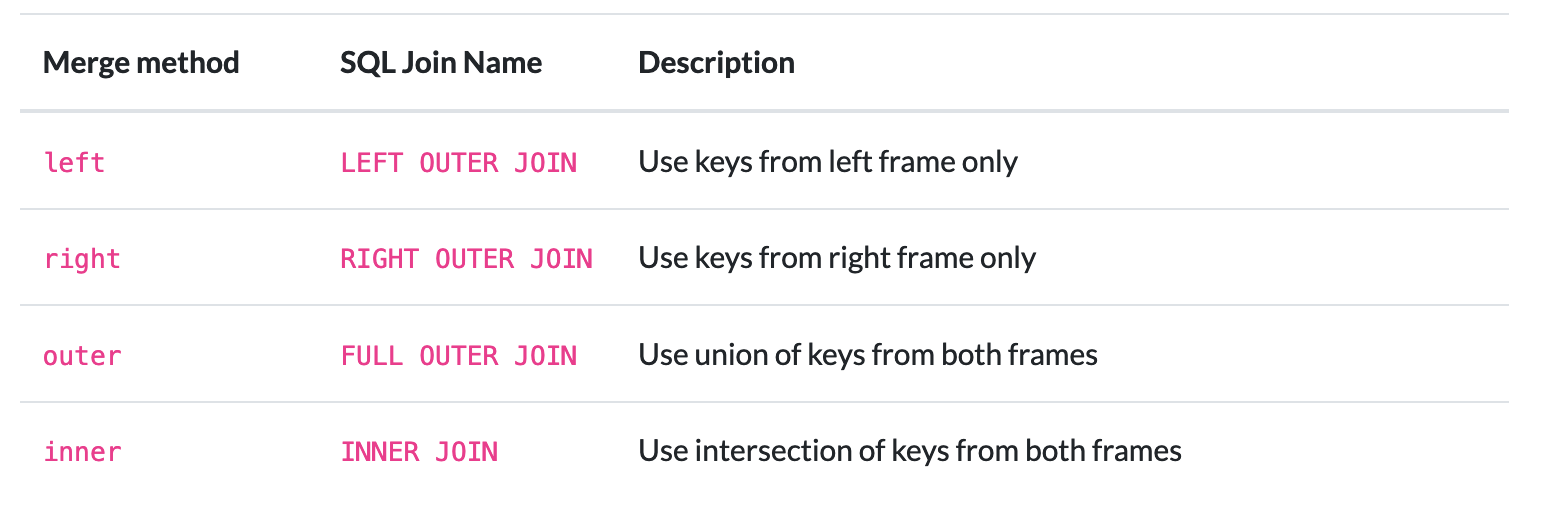 Merge method SQL Join Name Description
left LEFT OUTER JOIN Use keys from left frame only
right RIGHT OUTER JOIN Use keys from right frame only
outer FULL OUTER JOIN Use union of keys from both frames
inner INNER JOIN Use intersection of keys from both frames